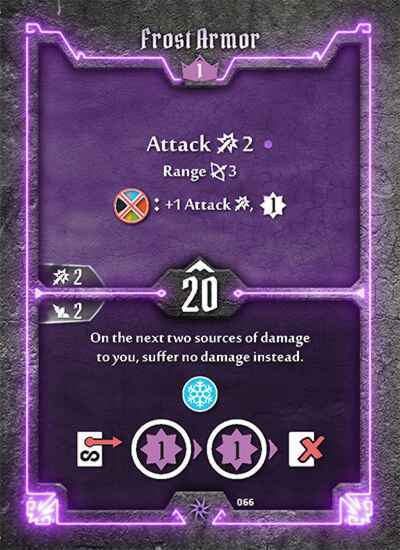 Frost Armor
1
Attack 2
Range 3
: +1 Attack , 1
2
20
2
On the next two sources of damage
to you, suffer no damage instead.
8
1 1
066